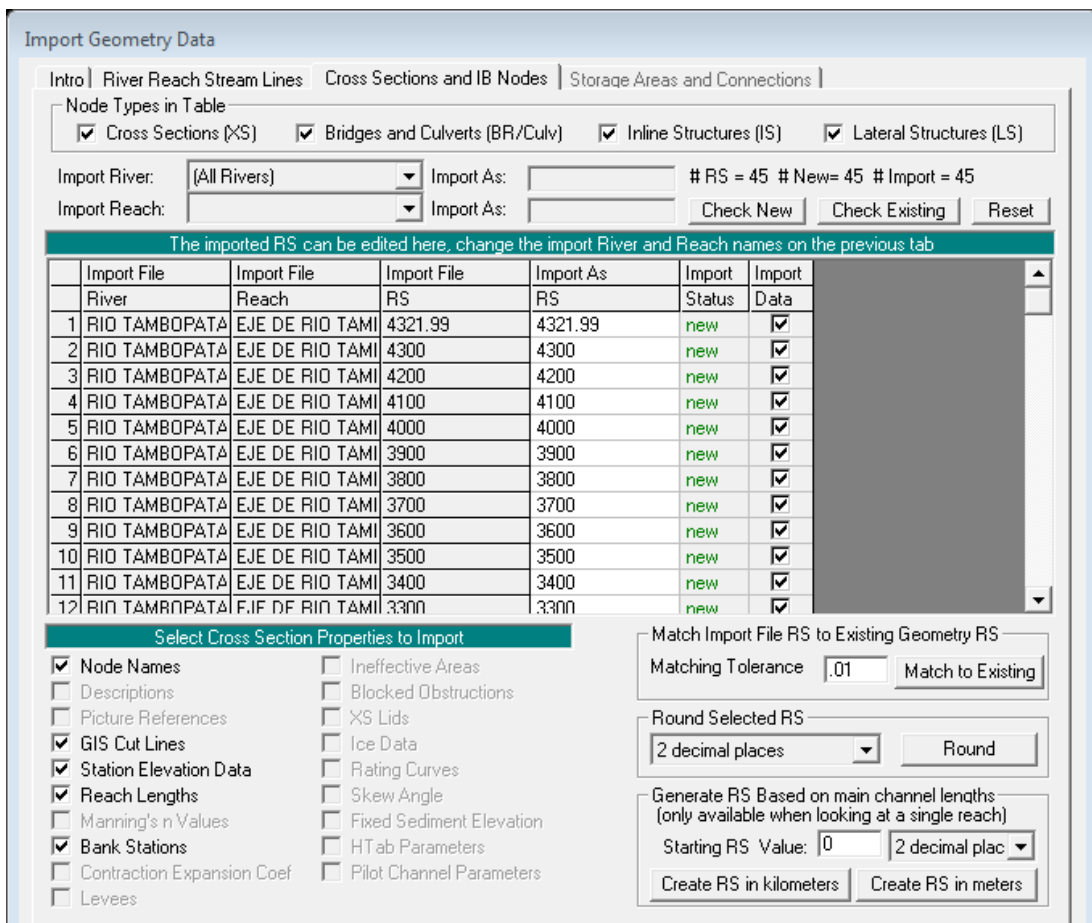 Import Geometry Data
Intro River Reach Stream Lines Cross Sections and IB Nodes Storage Areas and Connections
Node Types in Table
Cross Sections (XS) Bridges and Culverts (BR/Culv) Inline Structures (IS) Lateral Structures (LS)
Import River: (All Rivers) Import As: # RS = 45 # New= 45 # Import = 45
Import Reach: Import As: Check New Check Existing Reset
The imported RS can be edited here, change the import River and Reach names on the previous tab
Import File Import File Import File Import As Import Import
River Reach RS RS Status Data
1 RIO TAMBOPATA EJE DE RIO TAMI 4321.99 4321.99 new
2 RIO TAMBOPATA EJE DE RIO TAMI 4300 4300 new
3 RIO TAMBOPATA EJE DE RIO TAMI 4200 4200 new
4 RIO TAMBOPATA EJE DE RIO TAMI 4100 4100 new
5 RIO TAMBOPATA EJE DE RIO TAMI 4000 4000 new
6 RIO TAMBOPATA EJE DE RIO TAMI 3900 3900 new
7 RIO TAMBOPATA EJE DE RIO TAMI 3800 3800 new
8 RIO TAMBOPATA EJE DE RIO TAMI 3700 3700 new
9 RIO TAMBOPATA EJE DE RIO TAMI 3600 3600 new
10 RIO TAMBOPATA EJE DE RIO TAMI 3500 3500 new
11 RIO TAMBOPATA EJE DE RIO TAMI 3400 3400 new
12 RIO TAMBOPATA EJE DE RIO TAMI 3300 3300 new
Select Cross Section Properties to Import
Node Names Ineffective Areas
Descriptions Blocked Obstructions
Picture References XS Lids
GIS Cut Lines Ice Data
Station Elevation Data Rating Curves
Reach Lengths Skew Angle
Manning's n Values Fixed Sediment Elevation
Bank Stations HTab Parameters
Contraction Expansion Coef Pilot Channel Parameters
Levees
Match Import File RS to Existing Geometry RS
Matching Tolerance .01 Match to Existing
Round Selected RS
2 decimal places Round
Generate RS Based on main channel lengths
(only available when looking at a single reach)
Starting RS Value: 0 2 decimal plac
Create RS in kilometers Create RS in meters